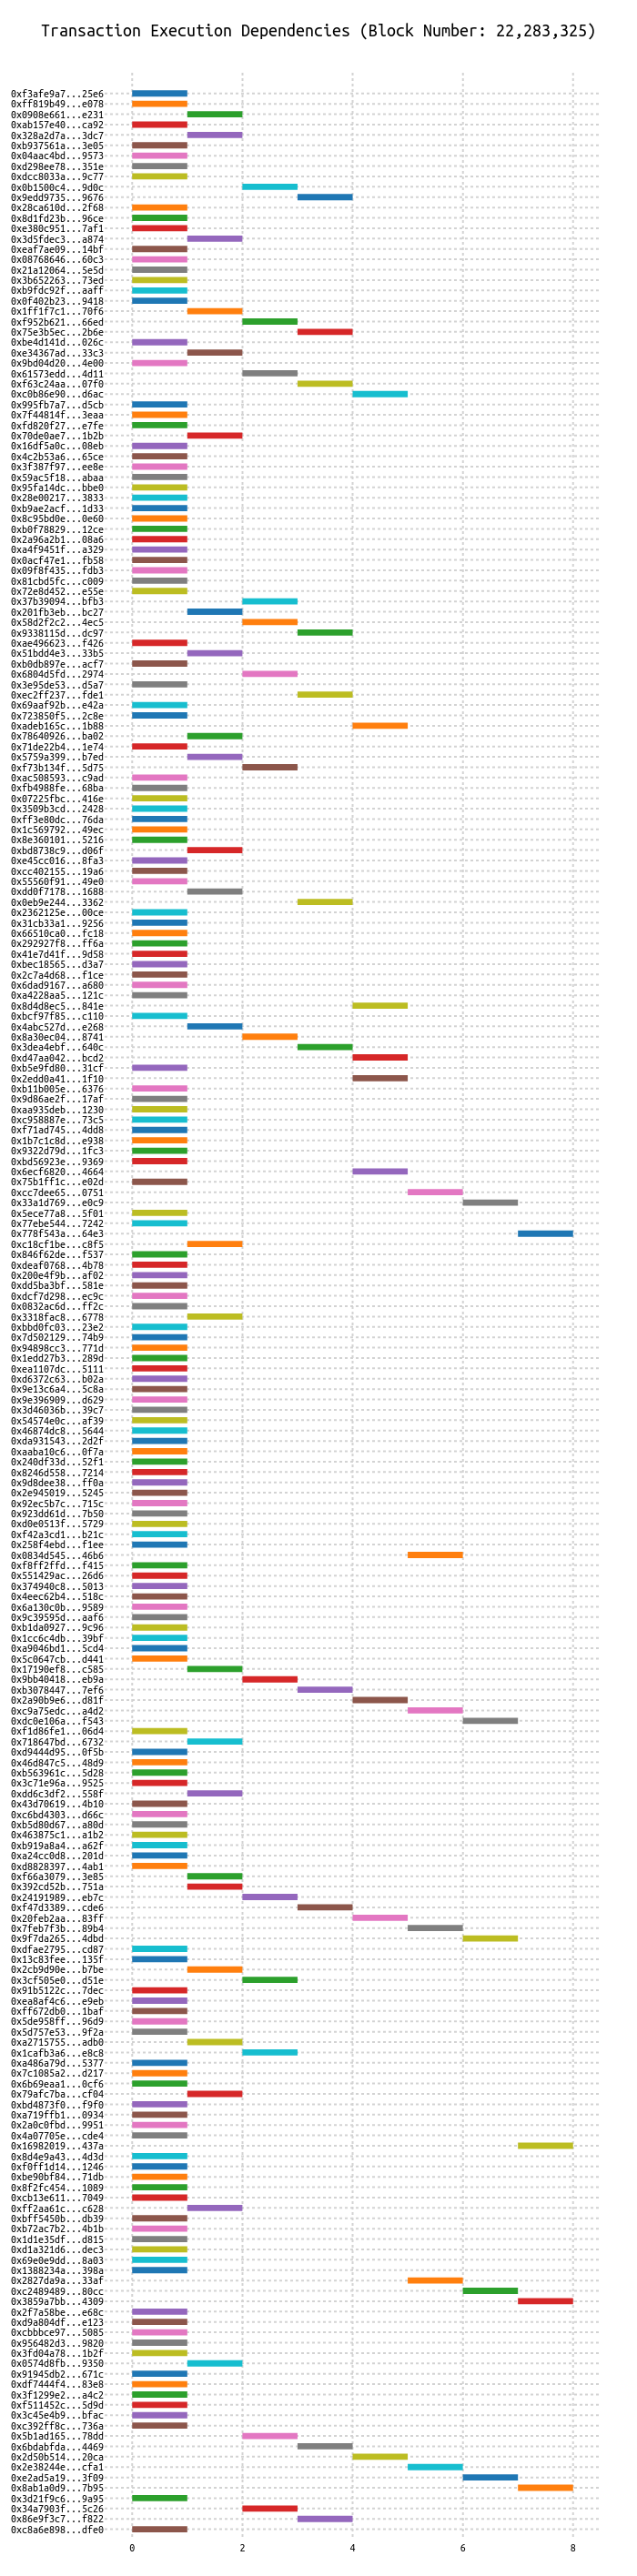 Transaction Execution Dependencies (Block Number: 22,283,325)
0xf3afe9a7...25e6
0xff819b49...e078
0x0908e661...e231
0xab157e40...ca92
0x328a2d7a...3dc7
0xb937561a...3e05
0x04aac4bd...9573
0xd298ee78...351e
0xdcc8033a...9c77
0x0b1500c4...9d0c
0x9edd9735...9676
0x28ca610d...2f68
0x8d1fd23b...96ce
0xe380c951...7af1
0x3d5fdec3...a874
0xeaf7ae09...14bf
0x08768646...60c3
0x21a12064...5e5d
0x3b652263...73ed
0xb9fdc92f...aaff
0x0f402b23...9418
0x1ff1f7c1...70f6
0xf952b621...66ed
0x75e3b5ec...2b6e
0xbe4d141d...026c
0xe34367ad...33c3
0x9bd04d20...4e00
0x61573edd...4d11
0xf63c24aa...07f0
0xc0b86e90...d6ac
0x995fb7a7...d5cb
0x7f44814f...3eaa
0xfd820f27...e7fe
0x70de0ae7...1b2b
0x16df5a0c...08eb
0x4c2b53a6...65ce
0x3f387f97...ee8e
0x59ac5f18...abaa
0x95fa14dc...bbe0
0x28e00217...3833
0xb9ae2acf...1d33
0x8c95bd0e...0e60
0xb0f78829...12ce
0x2a96a2b1...08a6
0xa4f9451f...a329
0x0acf47e1...fb58
0x09f8f435...fdb3
0x81cbd5fc...c009
0x72e8d452...e55e
0x37b39094...bfb3
0x201fb3eb...bc27
0x58d2f2c2...4ec5
0x9338115d...dc97
0xae496623...f426
0x51bdd4e3...33b5
0xb0db897e...acf7
0x6804d5fd...2974
0x3e95de53...d5a7
0xec2ff237...fde1
0x69aaf92b...e42a
0x723850f5...2c8e
0xadeb165c...1b88
0x78640926...ba02
0x71de22b4...1e74
0x5759a399...b7ed
0xf73b134f...5d75
0xac508593...c9ad
0xfb4988fe...68ba
0x07225fbc...416e
0x3509b3cd...2428
0xff3e80dc...76da
0x1c569792...49ec
0x8e360101...5216
0xbd8738c9...d06f
0xe45cc016...8fa3
0xcc402155...19a6
0x55560f91...49e0
0xdd0f7178...1688
0x0eb9e244...3362
0x2362125e...00ce
0x31cb33a1...9256
0x66510ca0...fc18
0x292927f8...ff6a
0x41e7d41f...9d58
0xbec18565...d3a7
0x2c7a4d68...f1ce
0x6dad9167...a680
0xa4228aa5...121c
0x8d4d8ec5...841e
0xbcf97f85...c110
0x4abc527d...e268
0x8a30ec04...8741
0x3dea4ebf...640c
0xd47aa042...bcd2
0xb5e9fd80...31cf
0x2edd0a41...1f10
0xb11b005e...6376
0x9d86ae2f...17af
0xaa935deb...1230
0xc958887e...73c5
0xf71ad745...4dd8
0x1b7c1c8d...e938
0x9322d79d...1fc3
0xbd56923e...9369
0x6ecf6820...4664
0x75b1ff1c...e02d
0xcc7dee65...0751
0x33a1d769...e0c9
0x5ece77a8...5f01
0x77ebe544...7242
0x778f543a...64e3
0xc18cf1be...c8f5
0x846f62de...f537
0xdeaf0768...4b78
0x200e4f9b...af02
0xdd5ba3bf...581e
0xdcf7d298...ec9c
0x0832ac6d...ff2c
0x3318fac8...6778
0xbbd0fc03...23e2
0x7d502129...74b9
0x94898cc3...771d
0x1edd27b3...289d
0xea1107dc...5111
0xd6372c63...b02a
0x9e13c6a4...5c8a
0x9e396909...d629
0x3d46036b...39c7
0x54574e0c...af39
0x46874dc8...5644
0xda931543...2d2f
0xaaba10c6...0f7a
0x240df33d...52f1
0x8246d558...7214
0x9d8dee38...ff0a
0x2e945019...5245
0x92ec5b7c...715c
0x923dd61d...7b50
0xd0e0513f...5729
0xf42a3cd1...b21c
0x258f4ebd...f1ee
0x0834d545...46b6
0xf8ff2ffd...f415
0x551429ac...26d6
0x374940c8...5013
0x4eec62b4...518c
0x6a130c0b...9589
0x9c39595d...aaf6
0xb1da0927...9c96
0x1cc6c4db...39bf
0xa9046bd1...5cd4
0x5c0647cb...d441
0x17190ef8...c585
0x9bb40418...eb9a
0xb3078447...7ef6
0x2a90b9e6...d81f
0xc9a75edc...a4d2
0xdc0e106a...f543
0xf1d86fe1...06d4
0x718647bd...6732
0xd9444d95...0f5b
0x46d847c5...48d9
0xb563961c...5d28
0x3c71e96a...9525
0xdd6c3df2...558f
0x43d70619...4b10
0xc6bd4303...d66c
0xb5d80d67...a80d
0x463875c1...a1b2
0xb919a8a4...a62f
0xa24cc0d8...201d
0xd8828397...4ab1
0xf66a3079...3e85
0x392cd52b...751a
0x24191989...eb7c
0xf47d3389...cde6
0x20feb2aa...83ff
0x7feb7f3b...89b4
0x9f7da265...4dbd
0xdfae2795...cd87
0x13c83fee...135f
0x2cb9d90e...b7be
0x3cf505e0...d51e
0x91b5122c...7dec
0xea8af4c6...e9eb
0xff672db0...1baf
0x5de958ff...96d9
0x5d757e53...9f2a
0xa2715755...adb0
0x1cafb3a6...e8c8
0xa486a79d...5377
0x7c1085a2...d217
0x6b69eaa1...0cf6
0x79afc7ba...cf04
0xbd4873f0...f9f0
0xa719ffb1...0934
0x2a0c0fbd...9951
0x4a07705e...cde4
0x16982019...437a
0x8d4e9a43...4d3d
0xf0ff1d14...1246
0xbe90bf84...71db
0x8f2fc454...1089
0xcb13e611...7049
0xff2aa61c...c628
0xbff5450b...db39
0xb72ac7b2...4b1b
0x1d1e35df...d815
0xd1a321d6...dec3
0x69e0e9dd...8a03
0x1388234a...398a
0x2827da9a...33af
0xc2489489...80cc
0x3859a7bb...4309
0x2f7a58be...e68c
0xd9a804df...e123
0xcbbbce97...5085
0x956482d3...9820
0x3fd04a78...1b2f
0x0574d8fb...9350
0x91945db2...671c
0xdf7444f4...83e8
0x3f1299e2...a4c2
0xf511452c...5d9d
0x3c45e4b9...bfac
0xc392ff8c...736a
0x5b1ad165...78dd
0x6bdabfda...4469
0x2d50b514...20ca
0x2e38244e...cfa1
0xe2ad5a19...3f09
0x8ab1a0d9...7b95
0x3d21f9c6...9a95
0x34a7903f...5c26
0x86e9f3c7...f822
0xc8a6e898...dfe0
0 2 4 6 8